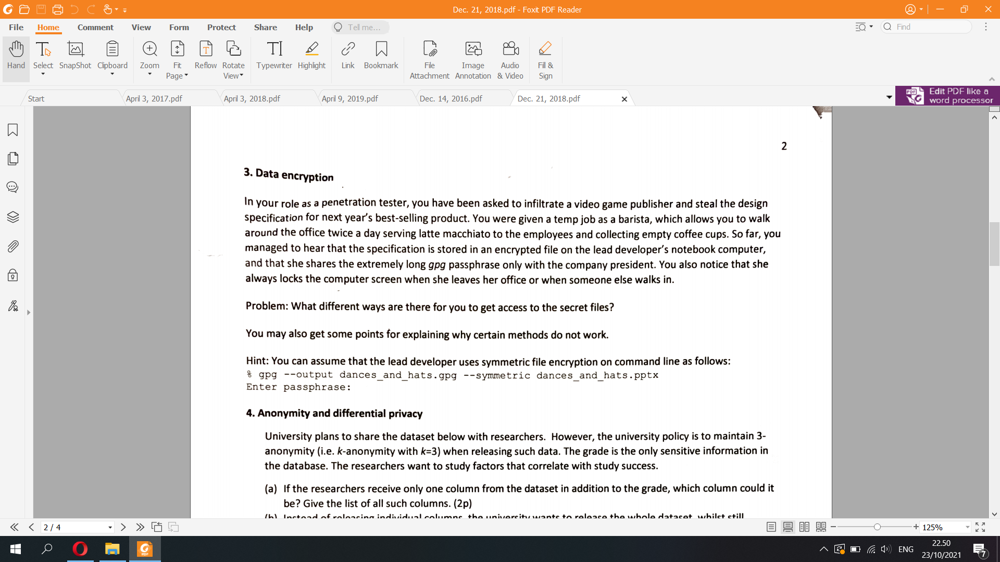 Dec. 21, 2018.pdf - Foxit PDF Reader
File Home Comment View Form Protect Share Help Tell me... Find
Hand Select SnapShot Clipboard Zoom Fit Page Reflow Rotate View Typewriter Highlight Link Bookmark File Attachment Image Annotation Audio & Video Fill & Sign
Start April 3, 2017.pdf April 3, 2018.pdf April 9, 2019.pdf Dec. 14, 2016.pdf Dec. 21, 2018.pdf
PDF Edit PDF like a
word processor
2
3. Data encryption
In your role as a penetration tester, you have been asked to infiltrate a video game publisher and steal the design
specification for next year's best-selling product. You were given a temp job as a barista, which allows you to walk
around the office twice a day serving latte macchiato to the employees and collecting empty coffee cups. So far, you
managed to hear that the specification is stored in an encrypted file on the lead developer's notebook computer,
and that she shares the extremely long gpg passphrase only with the company president. You also notice that she
always locks the computer screen when she leaves her office or when someone else walks in.
Problem: What different ways are there for you to get access to the secret files?
You may also get some points for explaining why certain methods do not work.
Hint: You can assume that the lead developer uses symmetric file encryption on command line as follows:
% gpg --output dances_and_hats.gpg --symmetric dances_and_hats.pptx
Enter passphrase:
4. Anonymity and differential privacy
University plans to share the dataset below with researchers. However, the university policy is to maintain 3-
anonymity (i.e. k-anonymity with k=3) when releasing such data. The grade is the only sensitive information in
the database. The researchers want to study factors that correlate with study success.
(a) If the researchers receive only one column from the dataset in addition to the grade, which column could it
be? Give the list of all such columns. (2p)
(b) Instead of releasing individual columns, the university wants to release the whole dataset, whilst still
2 / 4
125%
PDF
ENG
22.50
23/10/2021
7